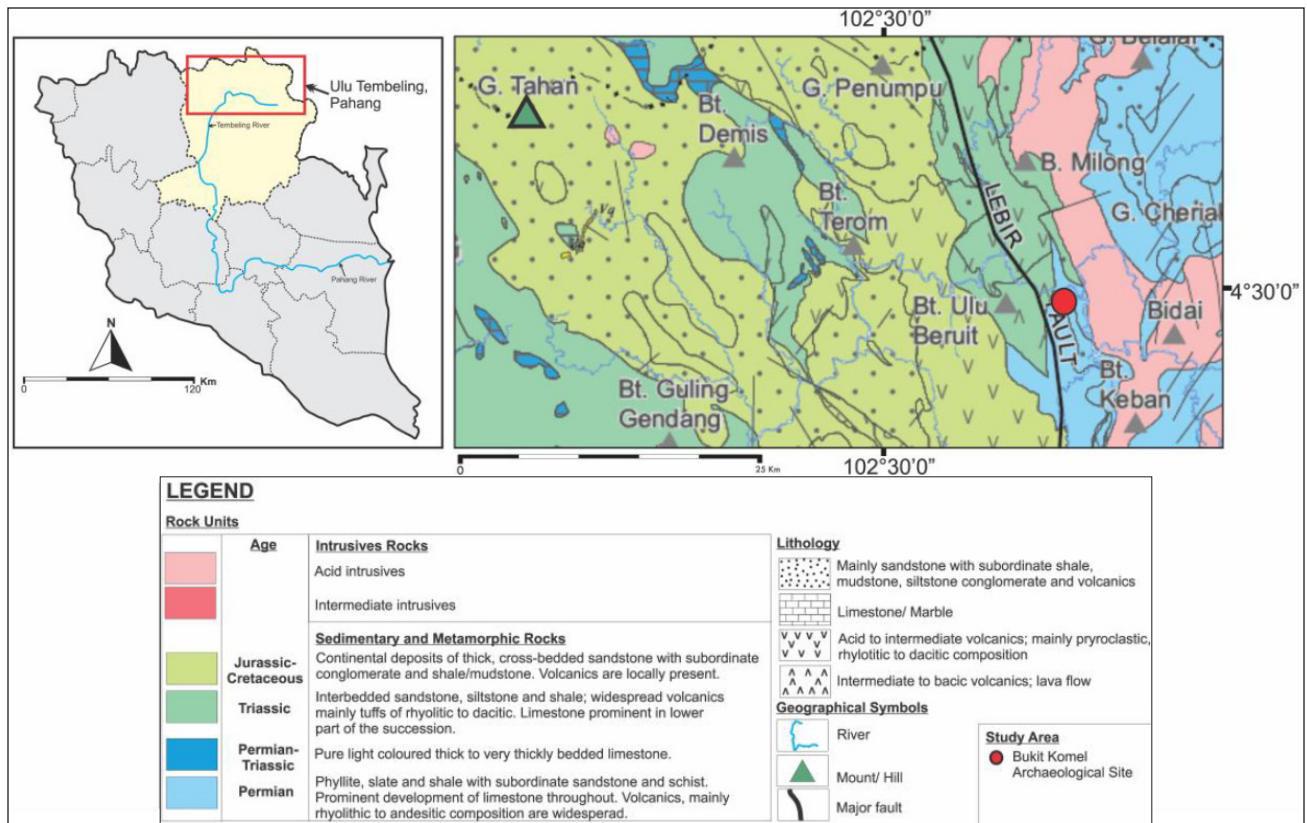 Ulu Tembeling,
Pahang
Tembeling River
Pahang River
N
0
120
Km
102°30’0”
G. Tahan
Bt.
Demis
G. Penumpu
G. Belalai
B. Milong
G. Cheriah
Bt.
Terom
LEBIR
FAULT
Vq
Bt. Ulu
Beruit
Bidai
4°30’0”
Bt. Guling
Gendang
Bt.
Keban
0
25 Km
102°30’0”
LEGEND
Rock Units
Age
Intrusives Rocks
Acid intrusives
Intermediate intrusives
Sedimentary and Metamorphic Rocks
Jurassic-
Cretaceous
Continental deposits of thick, cross-bedded sandstone with subordinate
conglomerate and shale/mudstone. Volcanics are locally present.
Triassic
Interbedded sandstone, siltstone and shale; widespread volcanics
mainly tuffs of rhyolitic to dacitic. Limestone prominent in lower
part of the succession.
Permian-
Triassic
Pure light coloured thick to very thickly bedded limestone.
Permian
Phyllite, slate and shale with subordinate sandstone and schist.
Prominent development of limestone throughout. Volcanics, mainly
rhyolithic to andesitic composition are widesperad.
Lithology
Mainly sandstone with subordinate shale,
mudstone, siltstone conglomerate and volcanics
Limestone/ Marble
Acid to intermediate volcanics; mainly pryroclastic,
rhylotitic to dacitic composition
Intermediate to bacic volcanics; lava flow
Geographical Symbols
River
Mount/ Hill
Major fault
Study Area
Bukit Komel
Archaeological Site